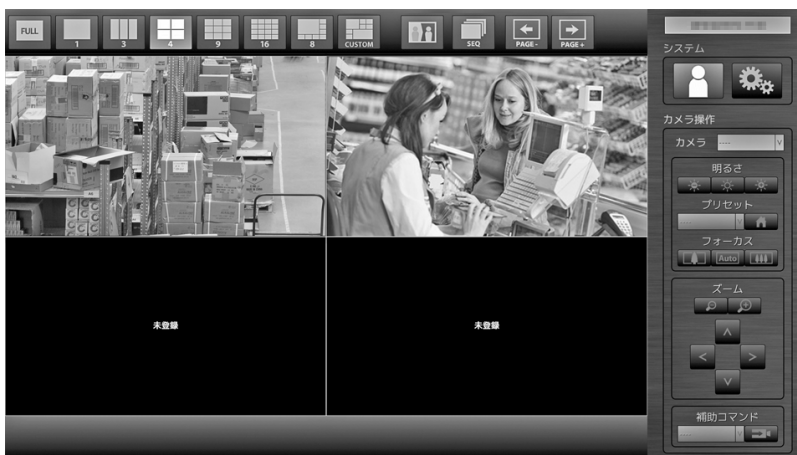 FULL
1
3
4
9
16
8
CUSTOM
SEQ
PAGE-
PAGE+
システム
カメラ操作
カメラ
----
明るさ
プリセット
フォーカス
Auto
ズーム
未登録
未登録
補助コマンド